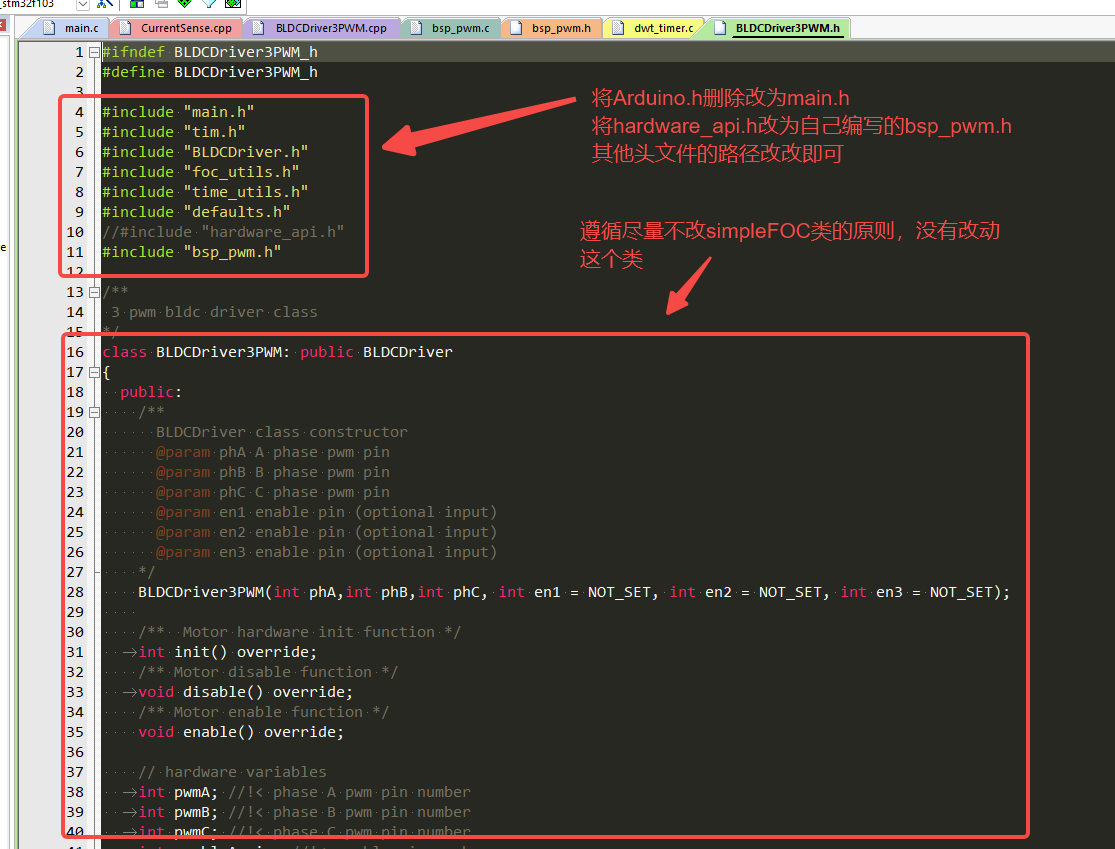 _stm32f103
main.c
CurrentSense.cpp
BLDCDriver3PWM.cpp
bsp_pwm.c
bsp_pwm.h
dwt_timer.c
BLDCDriver3PWM.h
1 #ifndef BLDCDriver3PWM_h
2 #define BLDCDriver3PWM_h
3
4 #include "main.h"
5 #include "tim.h"
6 #include "BLDCDriver.h"
7 #include "foc_utils.h"
8 #include "time_utils.h"
9 #include "defaults.h"
10 //#include "hardware_api.h"
11 #include "bsp_pwm.h"
12
将Arduino.h删除改为main.h
将hardware_api.h改为自己编写的bsp_pwm.h
其他头文件的路径改改即可
遵循尽量不改simpleFOC类的原则，没有改动
这个类
13 /**
14 3 pwm bldc driver class
15 */
16 class BLDCDriver3PWM: public BLDCDriver
17 {
18 public:
19 /**
20 BLDCDriver class constructor
21 @param phA A phase pwm pin
22 @param phB B phase pwm pin
23 @param phC C phase pwm pin
24 @param en1 enable pin (optional input)
25 @param en2 enable pin (optional input)
26 @param en3 enable pin (optional input)
27 */
28 BLDCDriver3PWM(int phA,int phB,int phC, int en1 = NOT_SET, int en2 = NOT_SET, int en3 = NOT_SET);
29
30 /** Motor hardware init function */
31 int init() override;
32 /** Motor disable function */
33 void disable() override;
34 /** Motor enable function */
35 void enable() override;
36
37 // hardware variables
38 int pwmA; //!< phase A pwm pin number
39 int pwmB; //!< phase B pwm pin number
40 int pwmC; //!< phase C pwm pin number